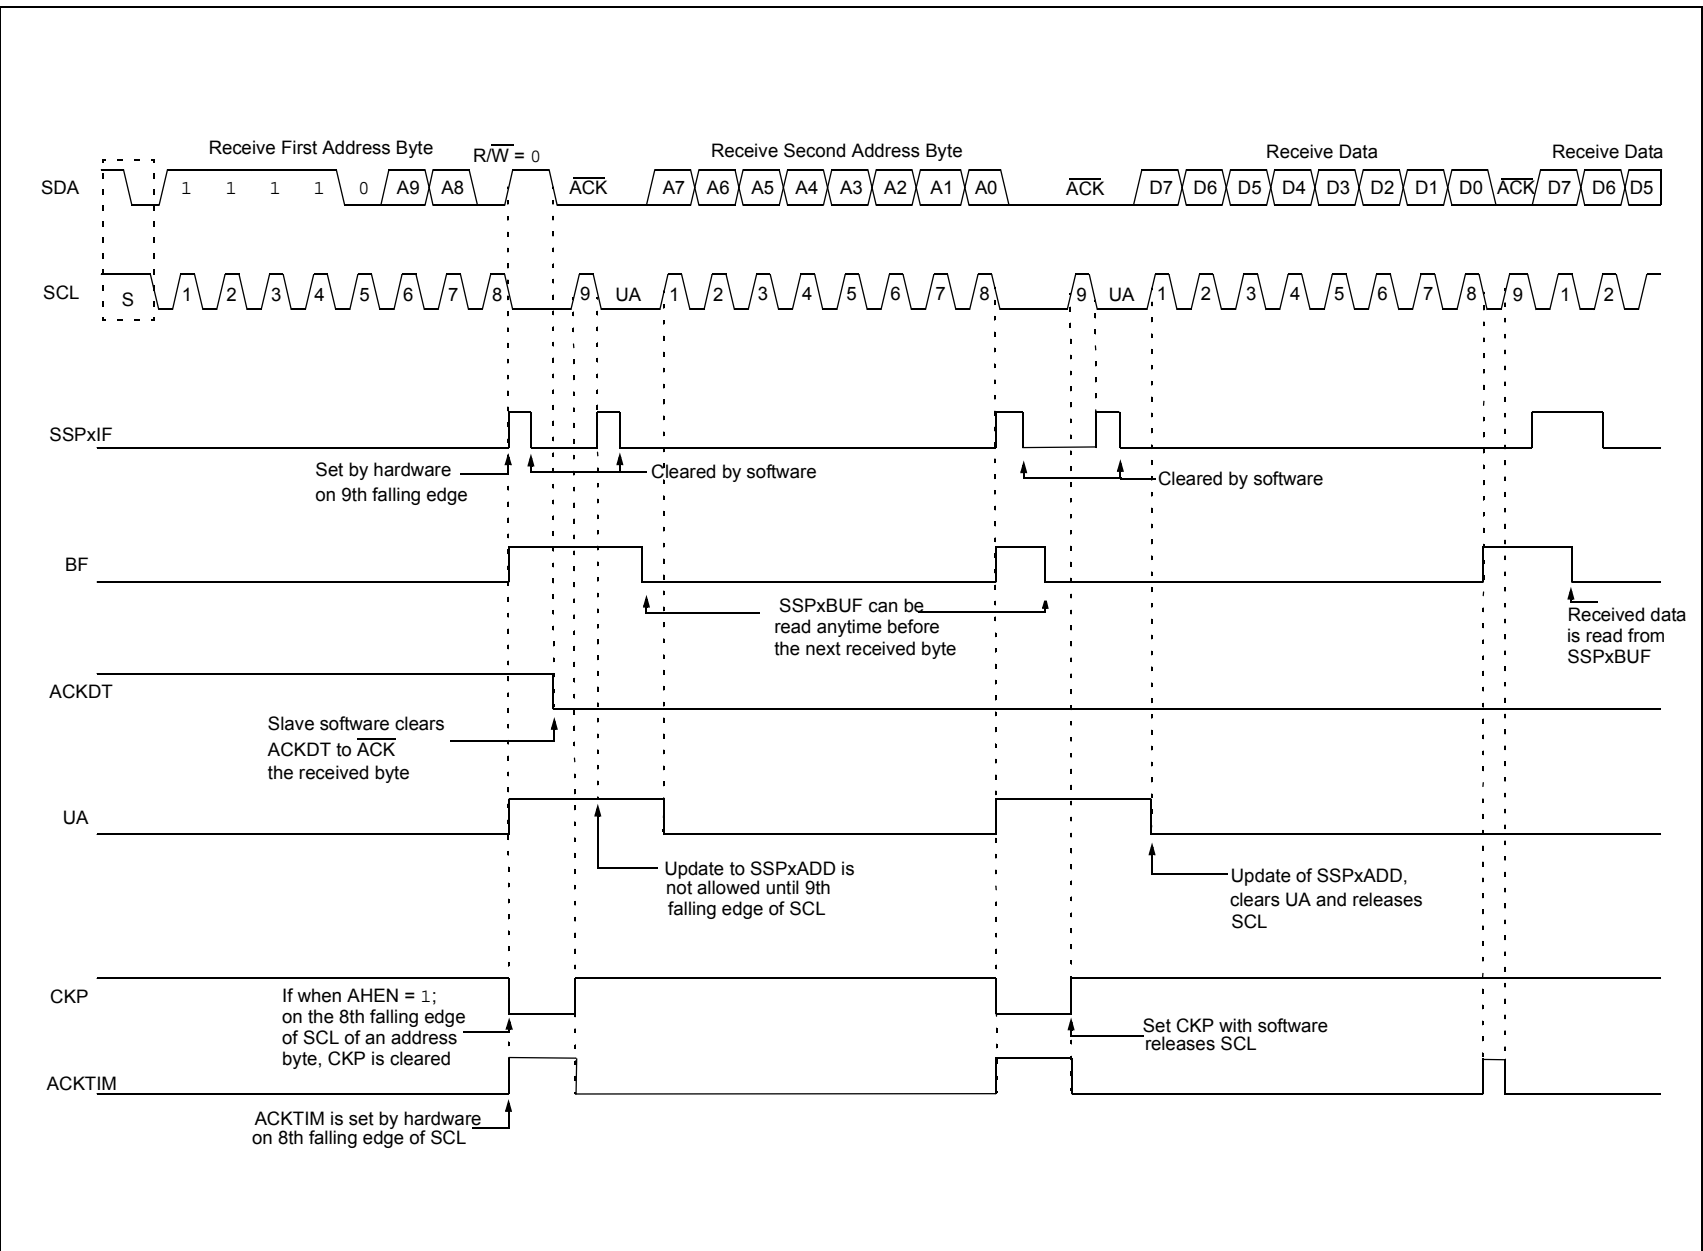 Receive First Address Byte
R/W = 0
Receive Second Address Byte
Receive Data
Receive Data
SDA
1 1 1 1 0 A9 A8
ACK
A7 A6 A5 A4 A3 A2 A1 A0
ACK
D7 D6 D5 D4 D3 D2 D1 D0
ACK
D7 D6 D5
SCL
S
1 2 3 4 5 6 7 8 9 UA
1 2 3 4 5 6 7 8 9 UA
1 2 3 4 5 6 7 8 9
1 2
SSPxIF
Set by hardware
on 9th falling edge
Cleared by software
Cleared by software
BF
SSPxBUF can be
read anytime before
the next received byte
Received data
is read from
SSPxBUF
ACKDT
Slave software clears
ACKDT to ACK
the received byte
UA
Update to SSPxADD is
not allowed until 9th
falling edge of SCL
Update of SSPxADD,
clears UA and releases
SCL
CKP
If when AHEN = 1;
on the 8th falling edge
of SCL of an address
byte, CKP is cleared
Set CKP with software
releases SCL
ACKTIM
ACKTIM is set by hardware
on 8th falling edge of SCL